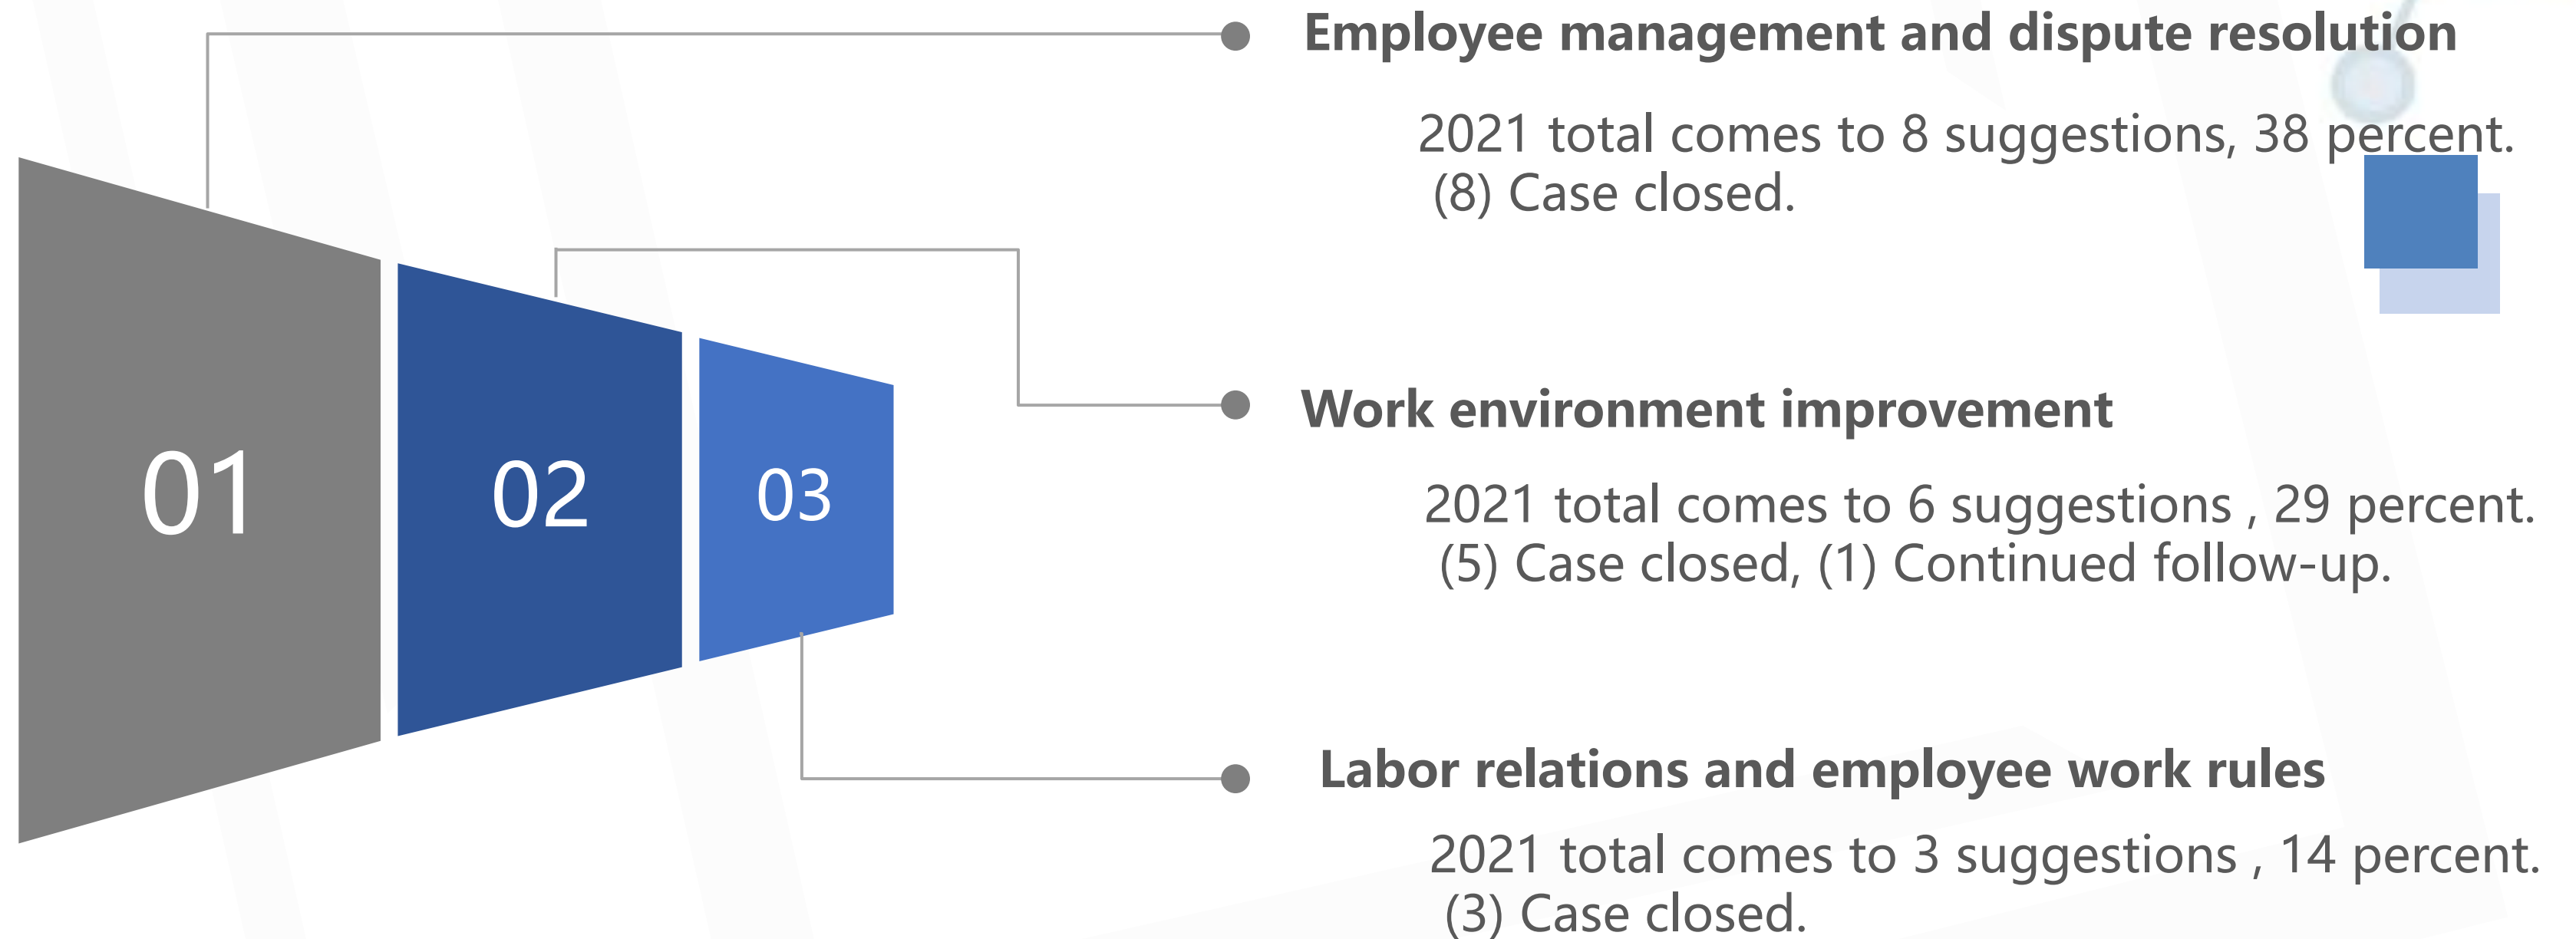 Employee management and dispute resolution
2021 total comes to 8 suggestions, 38 percent.
(8) Case closed.
01
02
03
Work environment improvement
2021 total comes to 6 suggestions , 29 percent.
(5) Case closed, (1) Continued follow-up.
Labor relations and employee work rules
2021 total comes to 3 suggestions , 14 percent.
(3) Case closed.